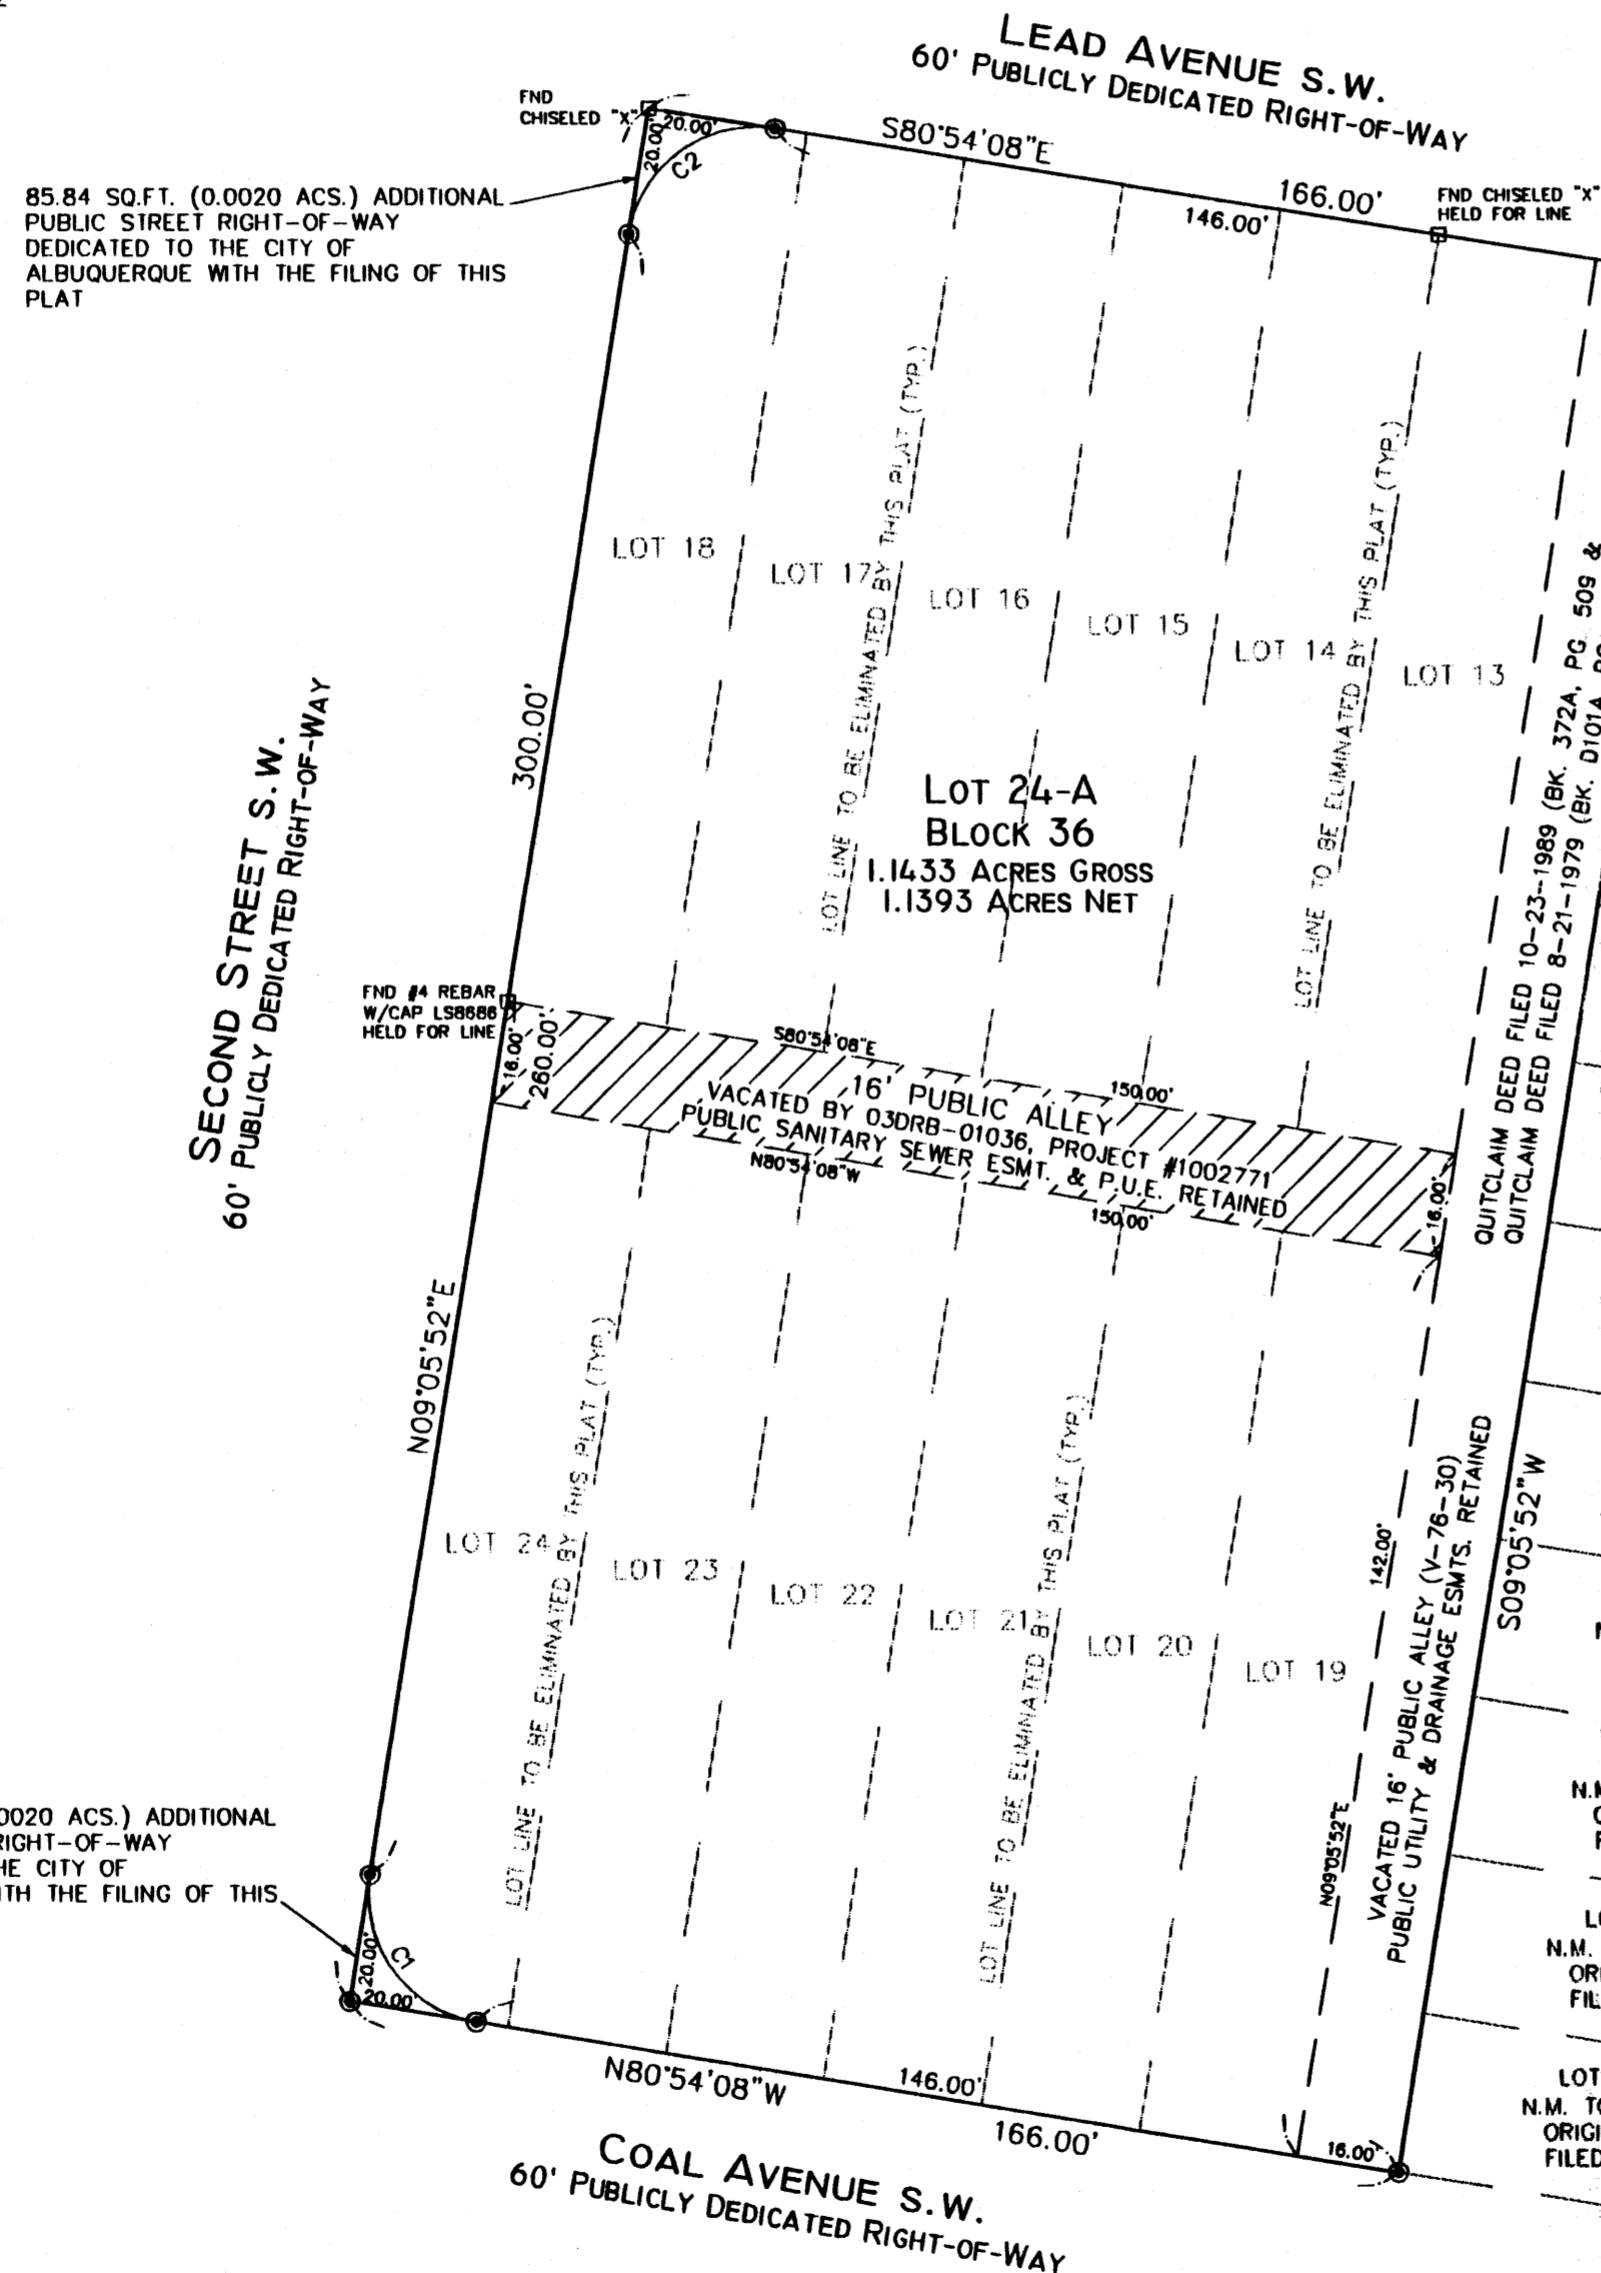 LEAD AVENUE S.W.
60' PUBLICLY DEDICATED RIGHT-OF-WAY
FND
CHISELED "X"
20.00'
20.00'
C2
S80°54'08"E
166.00'
146.00'
FND CHISELED "X"
HELD FOR LINE
85.84 SQ.FT. (0.0020 ACS.) ADDITIONAL
PUBLIC STREET RIGHT-OF-WAY
DEDICATED TO THE CITY OF
ALBUQUERQUE WITH THE FILING OF THIS
PLAT
LOT 18
LOT 17
LOT 16
LOT 15
LOT 14
LOT 13
LOT LINE TO BE ELIMINATED BY THIS PLAT (TYP.)
LOT LINE TO BE ELIMINATED BY THIS PLAT (TYP.)
300.00'
LOT 24-A
BLOCK 36
1.1433 ACRES GROSS
1.1393 ACRES NET
SECOND STREET S.W.
60' PUBLICLY DEDICATED RIGHT-OF-WAY
QUITCLAIM DEED FILED 10-23-1989 (BK. 372A, PG. 509 &
QUITCLAIM DEED FILED 8-21-1979 (BK. D101A,
FND #4 REBAR
W/CAP LS8686
HELD FOR LINE
16.00'
260.00'
S80°54'08"E
150.00'
16' PUBLIC ALLEY
VACATED BY 03DRB-01036, PROJECT #1002771
PUBLIC SANITARY SEWER ESMT. & P.U.E. RETAINED
N80°54'08"W
150.00'
16.00'
N09°05'52"E
LOT LINE TO BE ELIMINATED BY THIS PLAT (TYP.)
LOT LINE TO BE ELIMINATED BY THIS PLAT (TYP.)
LOT 24
LOT 23
LOT 22
LOT 21
LOT 20
LOT 19
142.00'
N09°05'52"E
VACATED 16' PUBLIC ALLEY (V-76-30)
PUBLIC UTILITY & DRAINAGE ESMTS. RETAINED
S09°05'52"W
0020 ACS.) ADDITIONAL
RIGHT-OF-WAY
HE CITY OF
TH THE FILING OF THIS
20.00'
C1
20.00'
N80°54'08"W
146.00'
166.00'
16.00'
COAL AVENUE S.W.
60' PUBLICLY DEDICATED RIGHT-OF-WAY
N.M.
ORI
FIL
LOT
N.M. TO
ORIGI
FILED